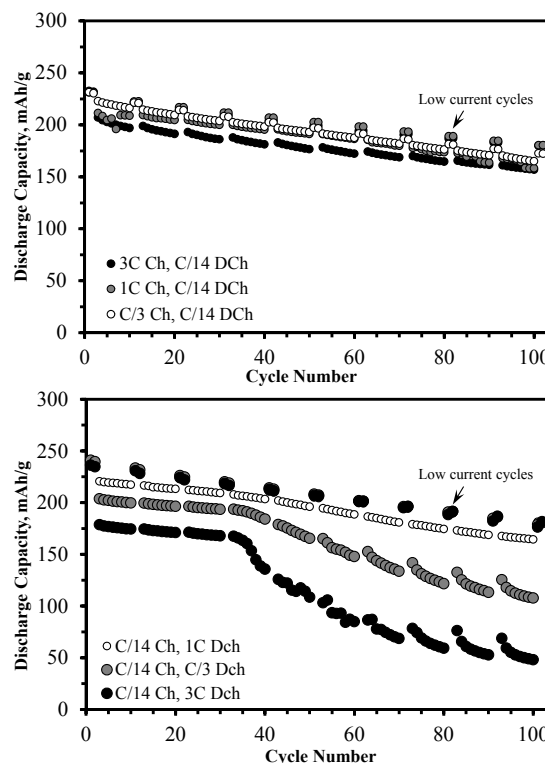 300
250
200
150
100
50
0
Discharge Capacity, mAh/g
Low current cycles
3C Ch, C/14 DCh
1C Ch, C/14 DCh
C/3 Ch, C/14 DCh
0 20 40 60 80 100
Cycle Number
300
250
200
150
100
50
0
Discharge Capacity, mAh/g
Low current cycles
C/14 Ch, 1C Dch
C/14 Ch, C/3 Dch
C/14 Ch, 3C Dch
0 20 40 60 80 100
Cycle Number